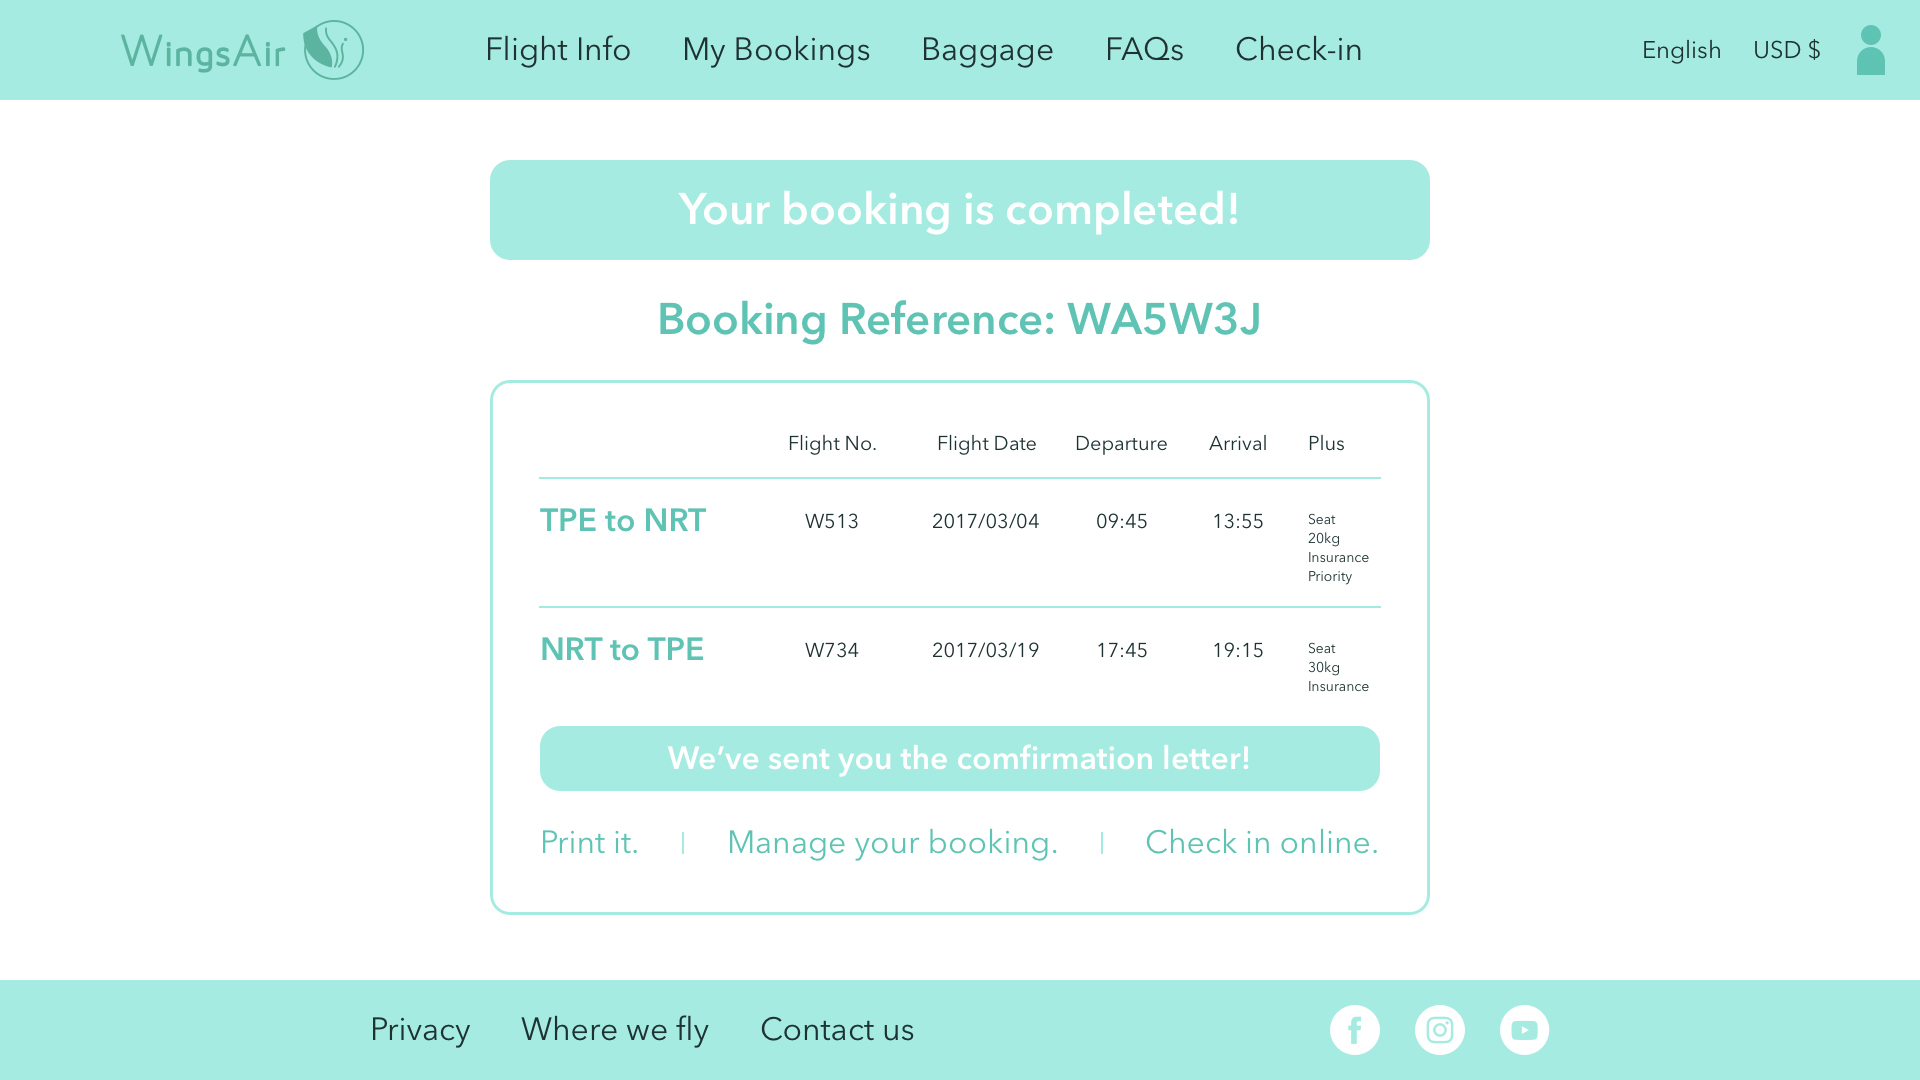 WingsAir
Flight Info My Bookings Baggage FAQs Check-in
English USD $
Your booking is completed!
Booking Reference: WA5W3J
Flight No. Flight Date Departure Arrival Plus
TPE to NRT W513 2017/03/04 09:45 13:55 Seat
20kg
Insurance
Priority
NRT to TPE W734 2017/03/19 17:45 19:15 Seat
30kg
Insurance
We’ve sent you the comfirmation letter!
Print it. | Manage your booking. | Check in online.
Privacy Where we fly Contact us